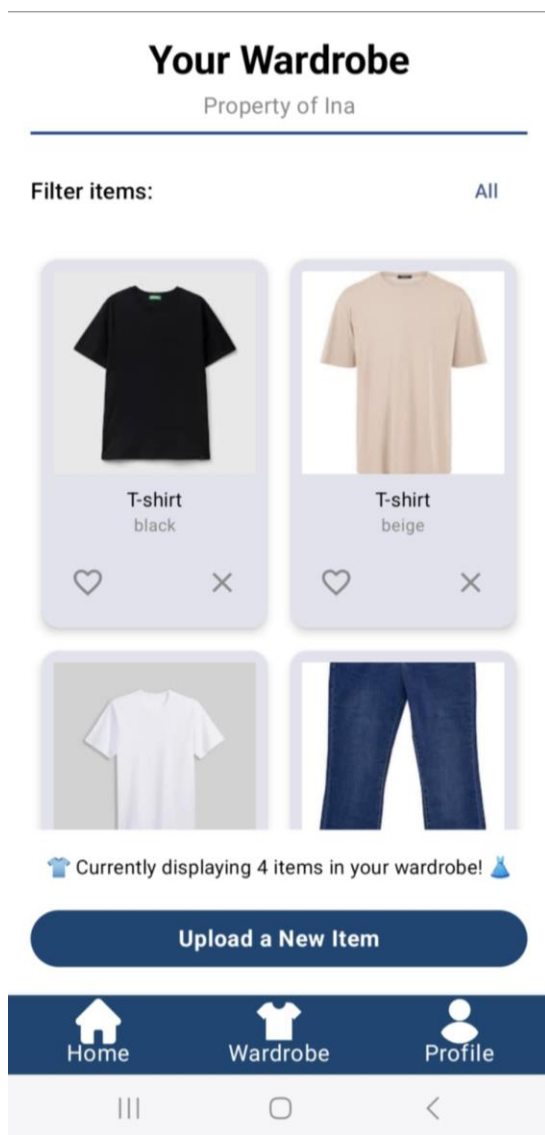 Your Wardrobe
Property of Ina
Filter items:
All
T-shirt
black
T-shirt
beige
👕 Currently displaying 4 items in your wardrobe! 👗
Upload a New Item
Home
Wardrobe
Profile